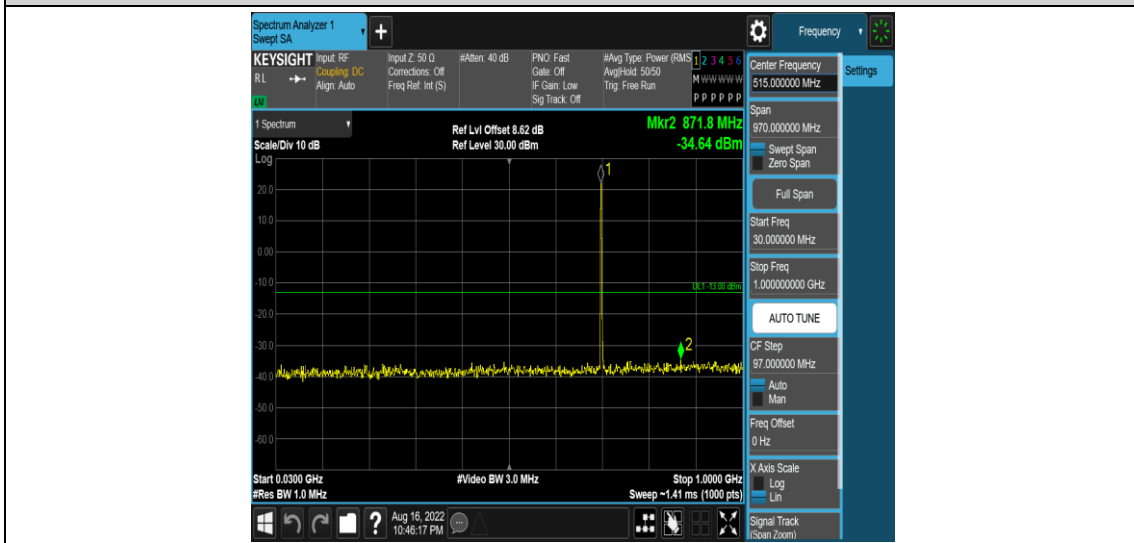 Spectrum Analyzer 1
Swept SA
+
Frequency
KEYSIGHT
RL
Input: RF
Coupling: DC
Align: Auto
Input Z: 50 Ω
Corrections: Off
Freq Ref: Int (S)
#Atten: 40 dB
PNO: Fast
Gate: Off
IF Gain: Low
Sig Track: Off
#Avg Type: Power (RMS
Avg|Hold: 50/50
Trig: Free Run
1 2 3 4 5 6
M W W W W W
P P P P P P
1 Spectrum
Scale/Div 10 dB
Log
Ref Lvl Offset 8.62 dB
Ref Level 30.00 dBm
Mkr2 871.8 MHz
-34.64 dBm
1
20.0
10.0
0.00
-10.0
DL1 -13.00 dBm
-20.0
-30.0
2
-40.0
-50.0
-60.0
Start 0.0300 GHz
#Res BW 1.0 MHz
#Video BW 3.0 MHz
Stop 1.0000 GHz
Sweep ~1.41 ms (1000 pts)
?
Aug 16, 2022
10:46:17 PM
Center Frequency
515.000000 MHz
Settings
Span
970.000000 MHz
Swept Span
Zero Span
Full Span
Start Freq
30.000000 MHz
Stop Freq
1.000000000 GHz
AUTO TUNE
CF Step
97.000000 MHz
Auto
Man
Freq Offset
0 Hz
X Axis Scale
Log
Lin
Signal Track
(Span Zoom)